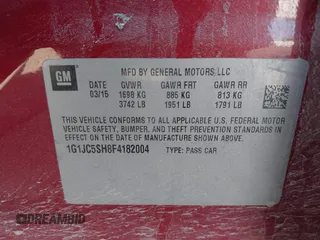 GM
MFD BY GENERAL MOTORS LLC
DATE GVWR GAWR FRT GAWR RR
03/15 1698 KG 885 KG 813 KG
3742 LB 1951 LB 1791 LB
THIS VEHICLE CONFORMS TO ALL APPLICABLE U.S. FEDERAL MOTOR
VEHICLE SAFETY, BUMPER, AND THEFT PREVENTION
STANDARDS IN EFFECT ON THE DATE OF MANUFACTURE
SHOWN ABOVE.
1G1JC5SH8F4182004 TYPE: PASS CAR
DREAMBID